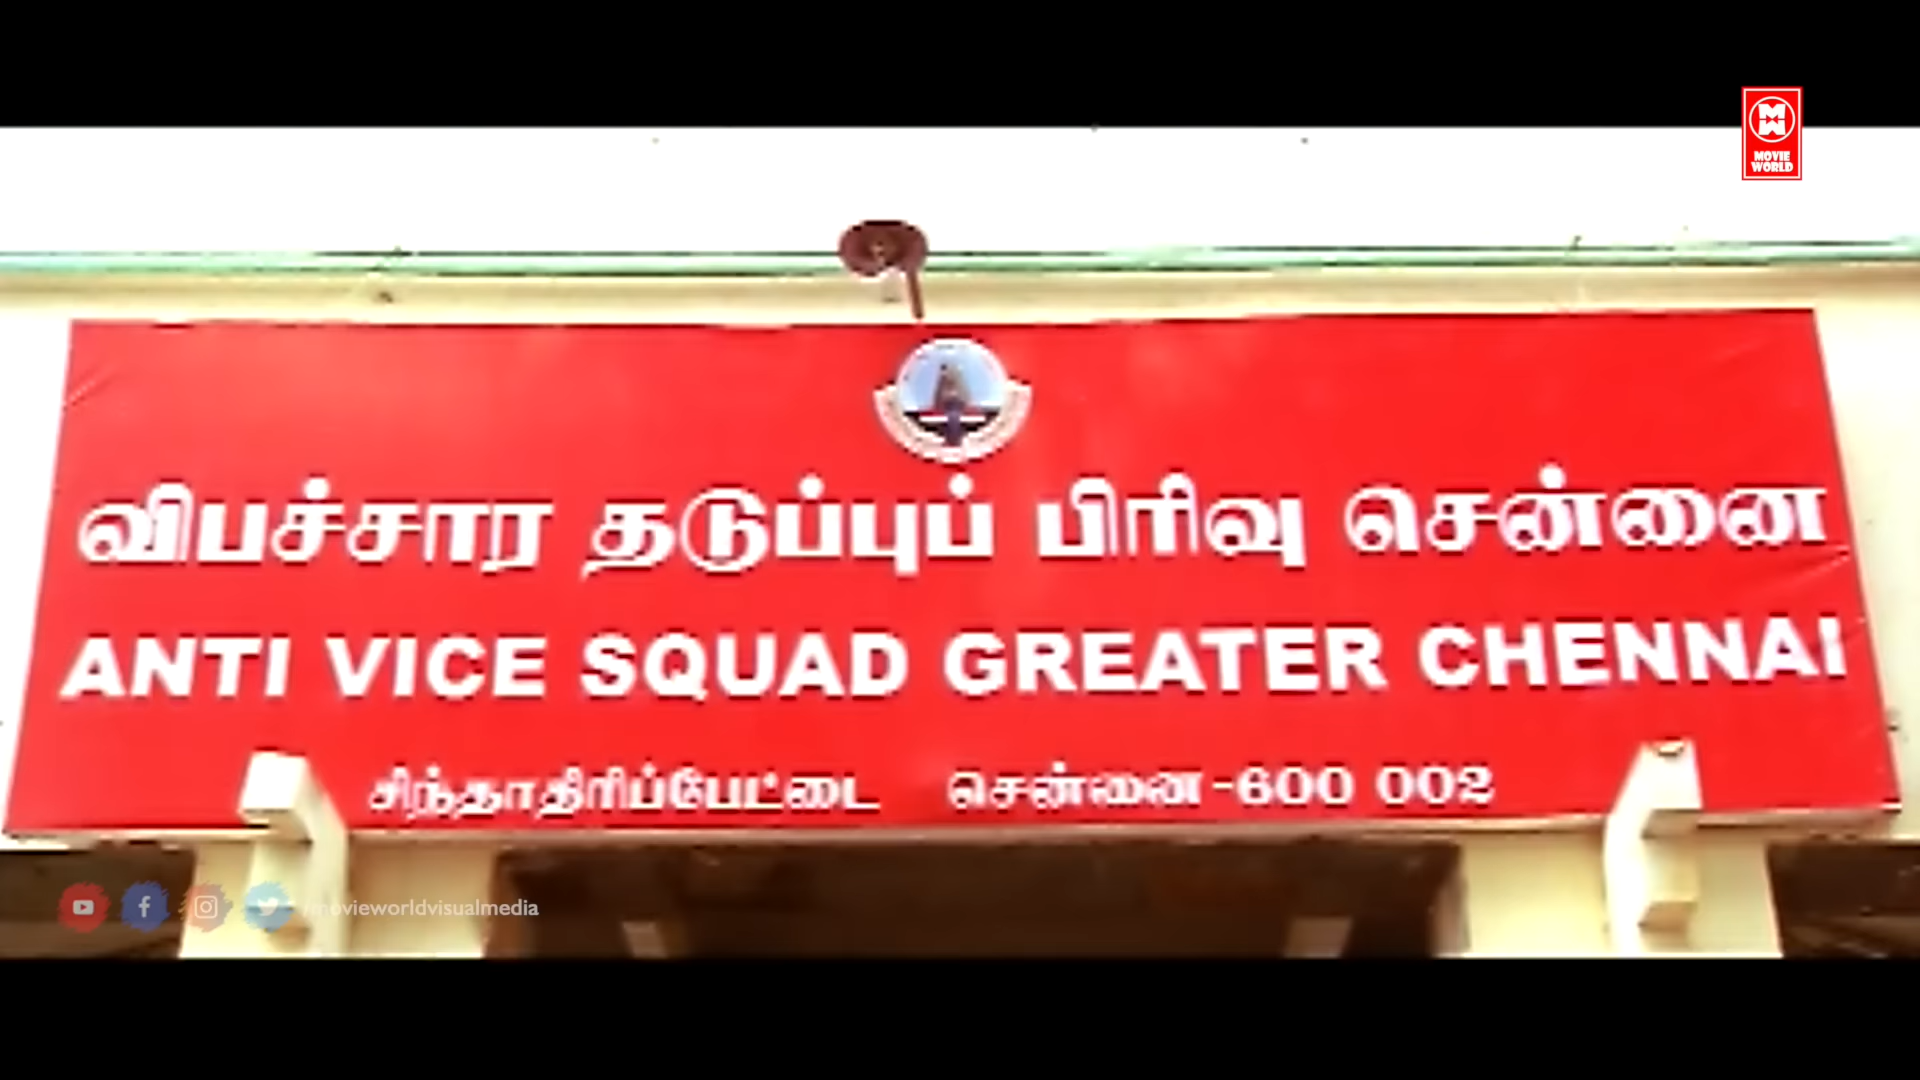 MOVIE
WORLD
விபச்சார தடுப்புப் பிரிவு சென்னை
ANTI VICE SQUAD GREATER CHENNAI
சிந்தாதிரிப்பேட்டை சென்னை-600 002
/movieworldvisualmedia